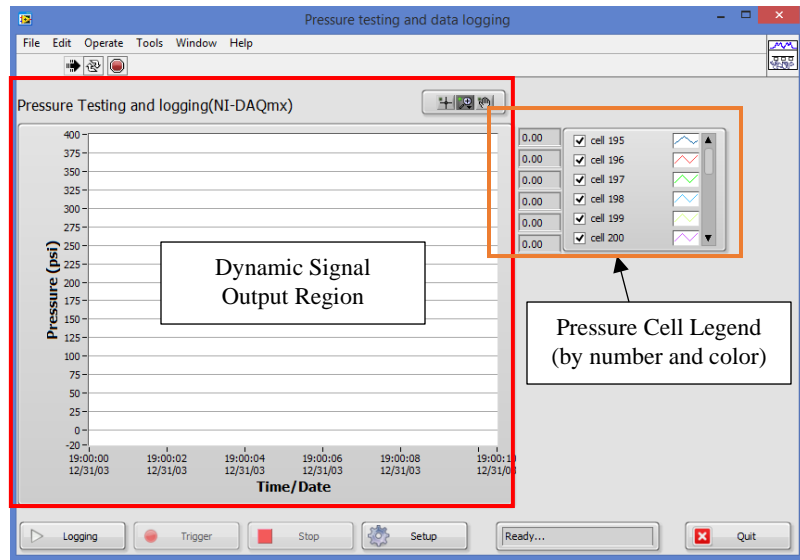 Pressure testing and data logging
File Edit Operate Tools Window Help
Pressure Testing and logging(NI-DAQmx)
400
375
350
325
300
275
250
225
200
175
150
125
100
75
50
25
0
-20
Pressure (psi)
Dynamic Signal
Output Region
19:00:00 19:00:02 19:00:04 19:00:06 19:00:08 19:00:10
12/31/03 12/31/03 12/31/03 12/31/03 12/31/03 12/31/03
Time/Date
0.00 cell 195
0.00 cell 196
0.00 cell 197
0.00 cell 198
0.00 cell 199
0.00 cell 200
Pressure Cell Legend
(by number and color)
Logging Trigger Stop Setup Ready... Quit